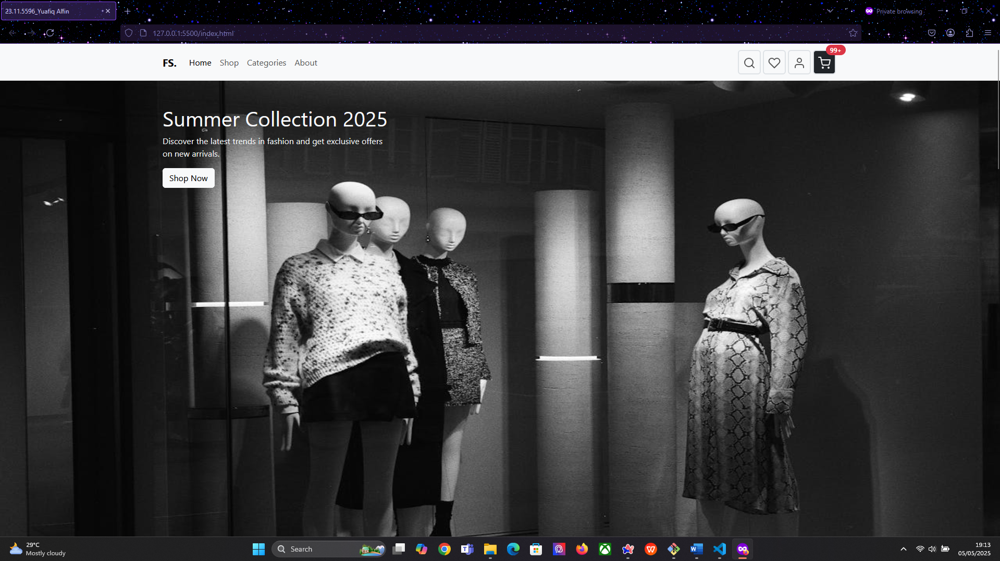 23.11.5596_Yuafiq Alfin
Private browsing
127.0.0.1:5500/index.html
FS.
Home
Shop
Categories
About
99+
Summer Collection 2025
Discover the latest trends in fashion and get exclusive offers
on new arrivals.
Shop Now
29°C
Mostly cloudy
Search
19:13
05/05/2025